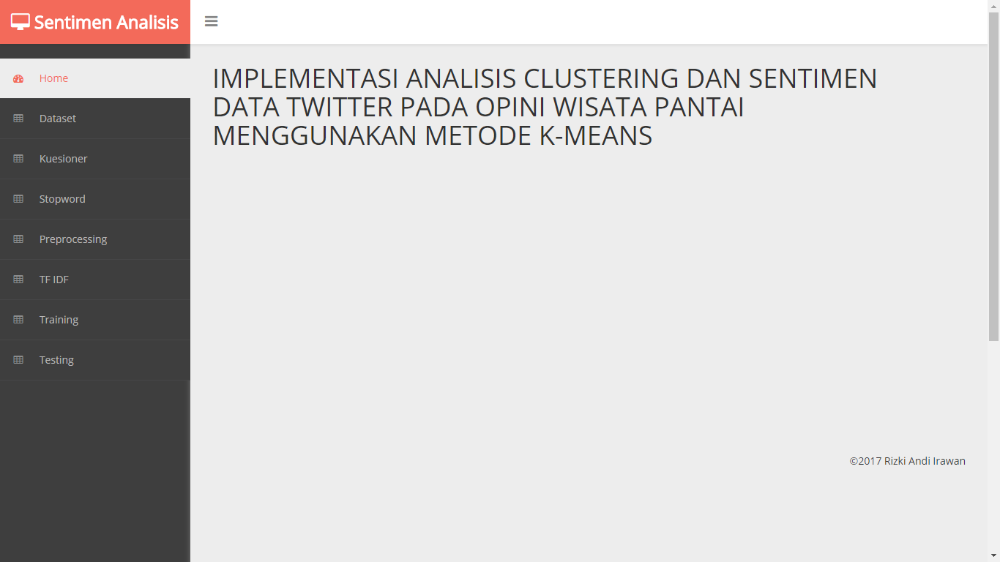 Sentimen Analisis
Home
Dataset
Kuesioner
Stopword
Preprocessing
TF IDF
Training
Testing
IMPLEMENTASI ANALISIS CLUSTERING DAN SENTIMEN
DATA TWITTER PADA OPINI WISATA PANTAI
MENGGUNAKAN METODE K-MEANS
©2017 Rizki Andi Irawan